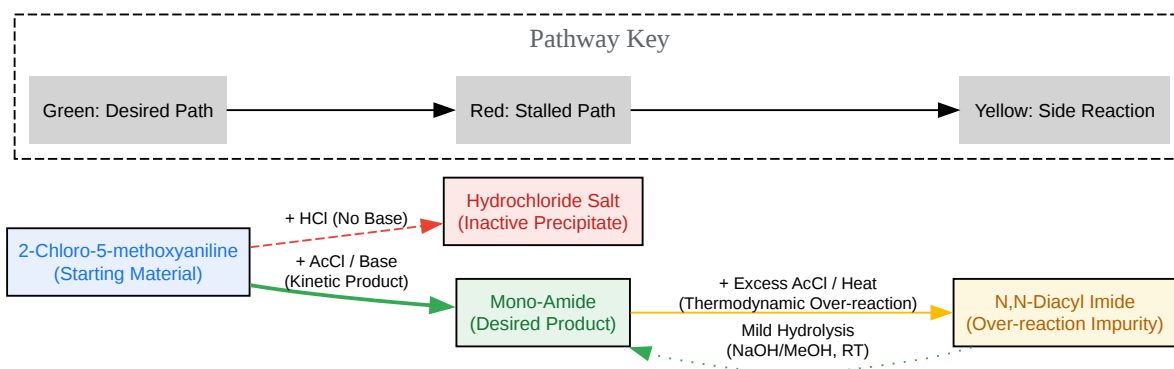 Pathway Key
Green: Desired Path
Red: Stalled Path
Yellow: Side Reaction
Hydrochloride Salt
(Inactive Precipitate)
+ HCl (No Base)
2-Chloro-5-methoxyaniline
(Starting Material)
+ AcCl / Base
(Kinetic Product)
Mono-Amide
(Desired Product)
+ Excess AcCl / Heat
(Thermodynamic Over-reaction)
Mild Hydrolysis
(NaOH/MeOH, RT)
N,N-Diacyl Imide
(Over-reaction Impurity)